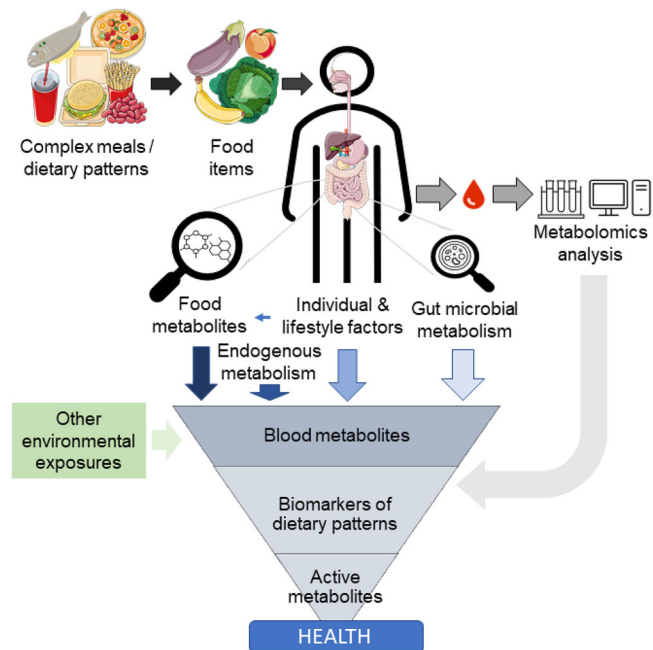 Complex meals /
dietary patterns
Food
items
Metabolomics
analysis
Food
metabolites
Individual &
lifestyle factors
Gut microbial
metabolism
Endogenous
metabolism
Other
environmental
exposures
Blood metabolites
Biomarkers of
dietary patterns
Active
metabolites
HEALTH